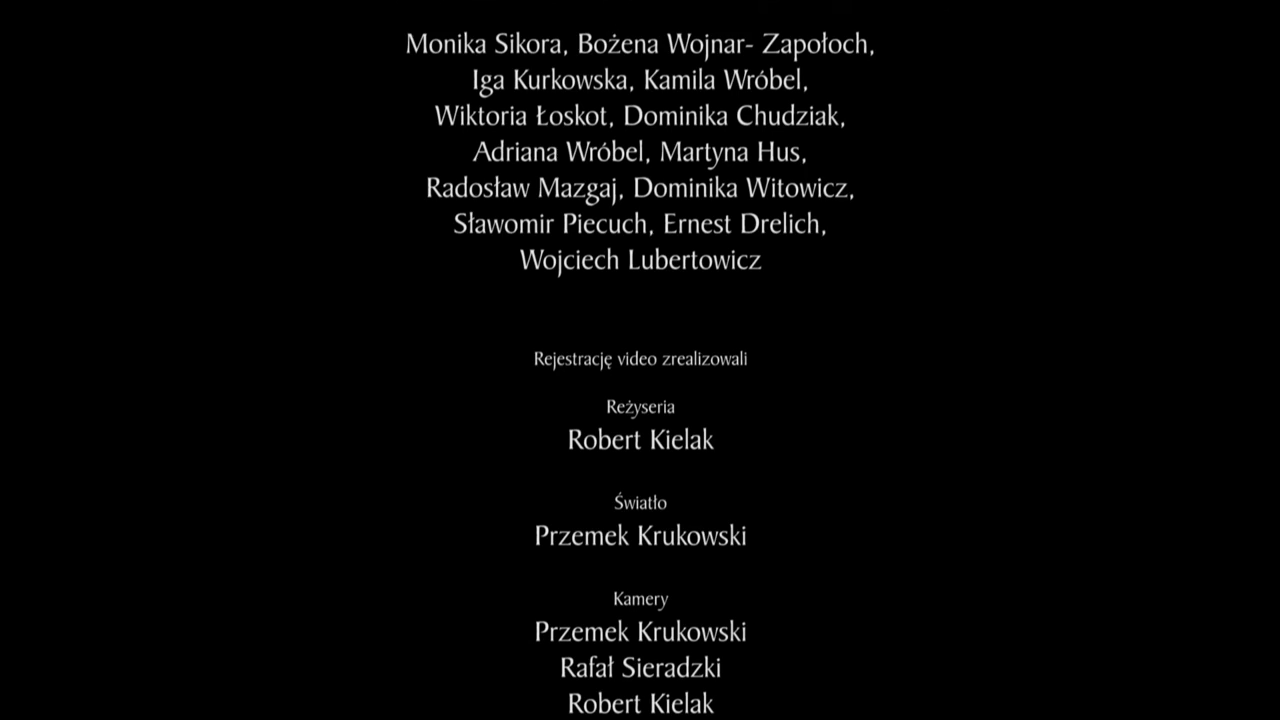 Monika Sikora, Bożena Wojnar- Zapołoch,
Iga Kurkowska, Kamila Wróbel,
Wiktoria Łoskot, Dominika Chudziak,
Adriana Wróbel, Martyna Hus,
Radosław Mazgaj, Dominika Witowicz,
Sławomir Piecuch, Ernest Drelich,
Wojciech Lubertowicz
Rejestrację video zrealizowali
Reżyseria
Robert Kielak
Światło
Przemek Krukowski
Kamery
Przemek Krukowski
Rafał Sieradzki
Robert Kielak